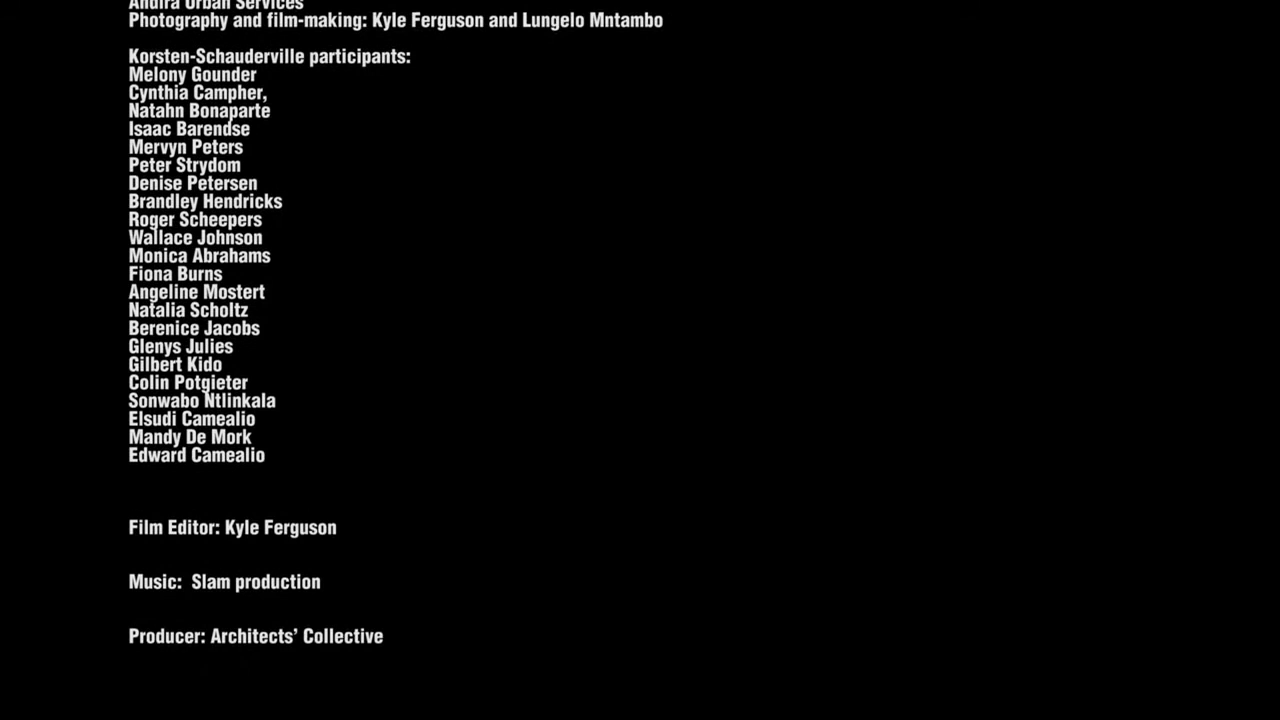 Andira Urban Services
Photography and film-making: Kyle Ferguson and Lungelo Mntambo
Korsten-Schauderville participants:
Melony Gounder
Cynthia Campher,
Natahn Bonaparte
Isaac Barendse
Mervyn Peters
Peter Strydom
Denise Petersen
Brandley Hendricks
Roger Scheepers
Wallace Johnson
Monica Abrahams
Fiona Burns
Angeline Mostert
Natalia Scholtz
Berenice Jacobs
Glenys Julies
Gilbert Kido
Colin Potgieter
Sonwabo Ntlinkala
Elsudi Camealio
Mandy De Mork
Edward Camealio
Film Editor: Kyle Ferguson
Music:  Slam production
Producer: Architects’ Collective